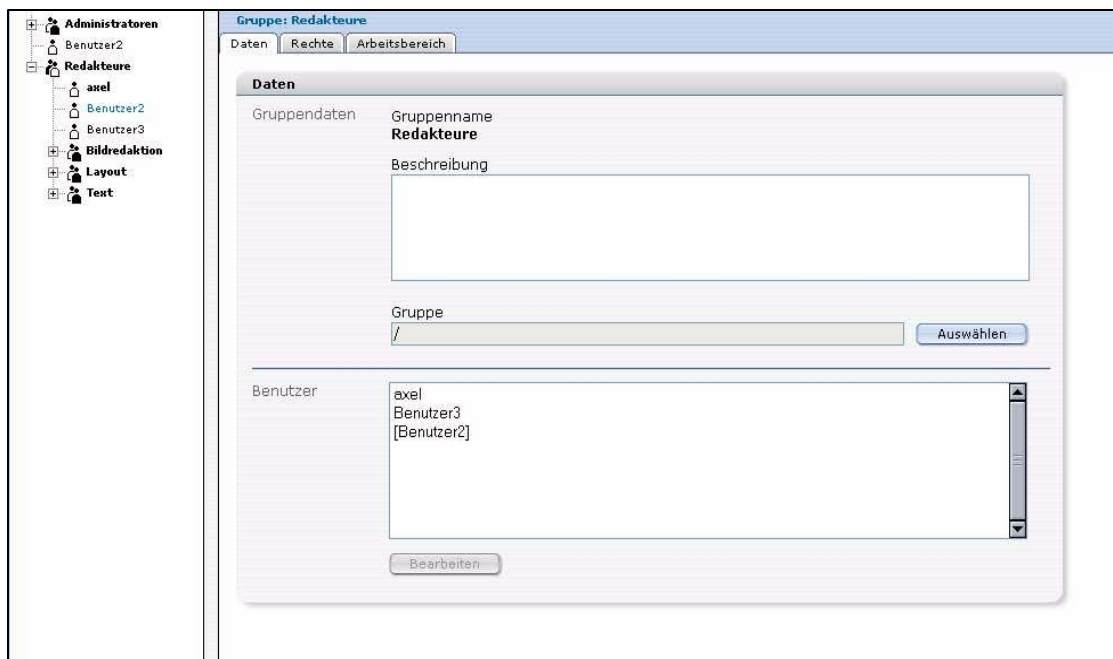 Administratoren
Benutzer2
Redakteure
axel
Benutzer2
Benutzer3
Bildredaktion
Layout
Text
Gruppe: Redakteure
Daten Rechte Arbeitsbereich
Daten
Gruppendaten
Gruppenname
Redakteure
Beschreibung
Gruppe
/
Auswählen
Benutzer
axel
Benutzer3
[Benutzer2]
Bearbeiten